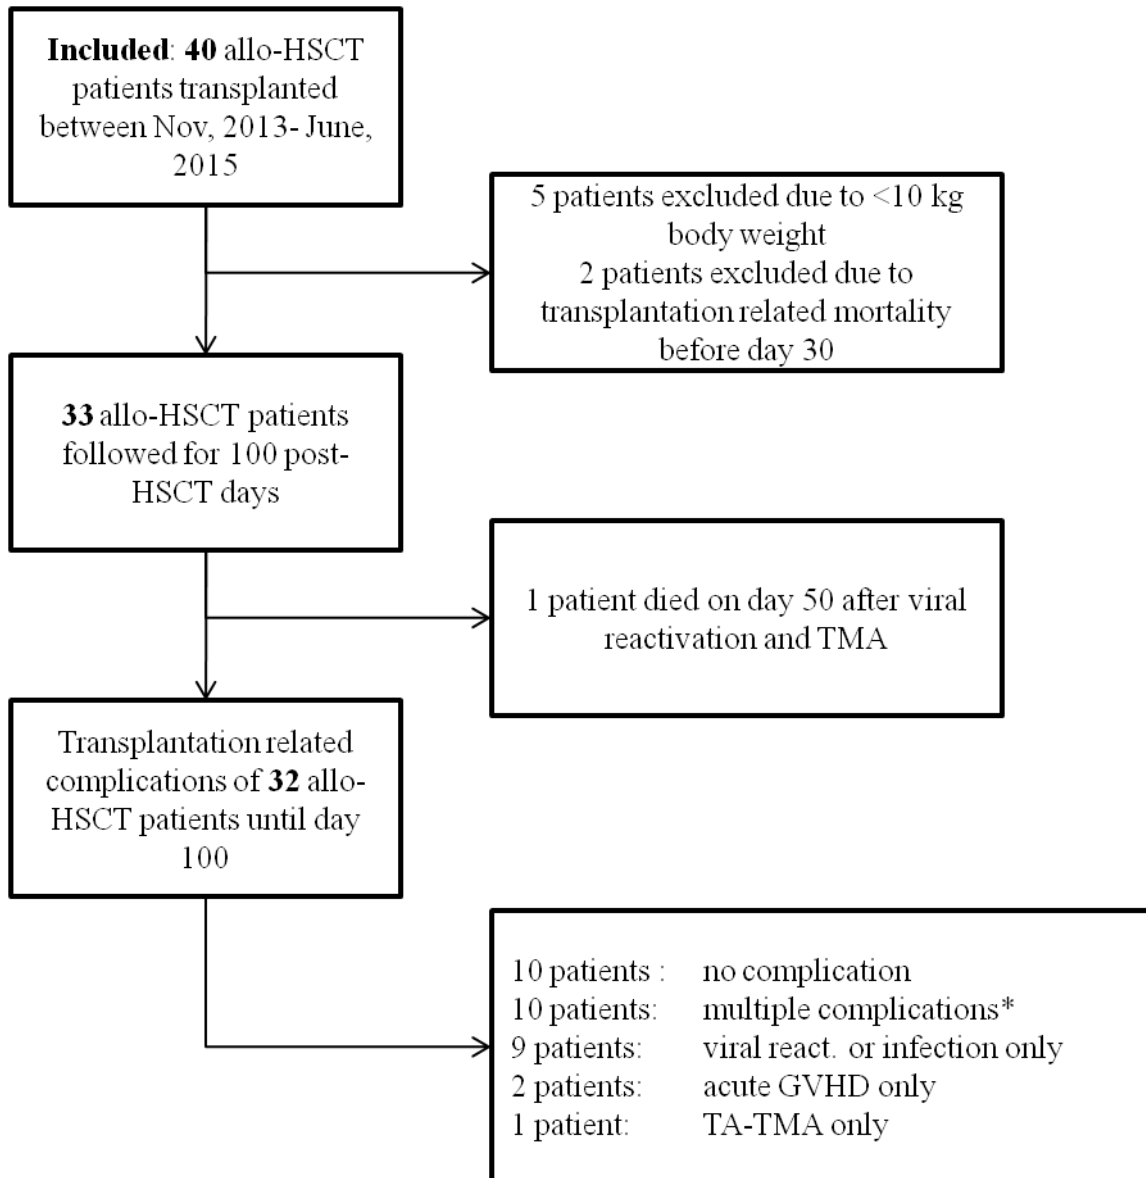 Included: 40 allo-HSCT
patients transplanted
between Nov, 2013- June,
2015
5 patients excluded due to <10 kg
body weight
2 patients excluded due to
transplantation related mortality
before day 30
33 allo-HSCT patients
followed for 100 post-
HSCT days
1 patient died on day 50 after viral
reactivation and TMA
Transplantation related
complications of 32 allo-
HSCT patients until day
100
10 patients : no complication
10 patients: multiple complications*
9 patients: viral react. or infection only
2 patients: acute GVHD only
1 patient: TA-TMA only